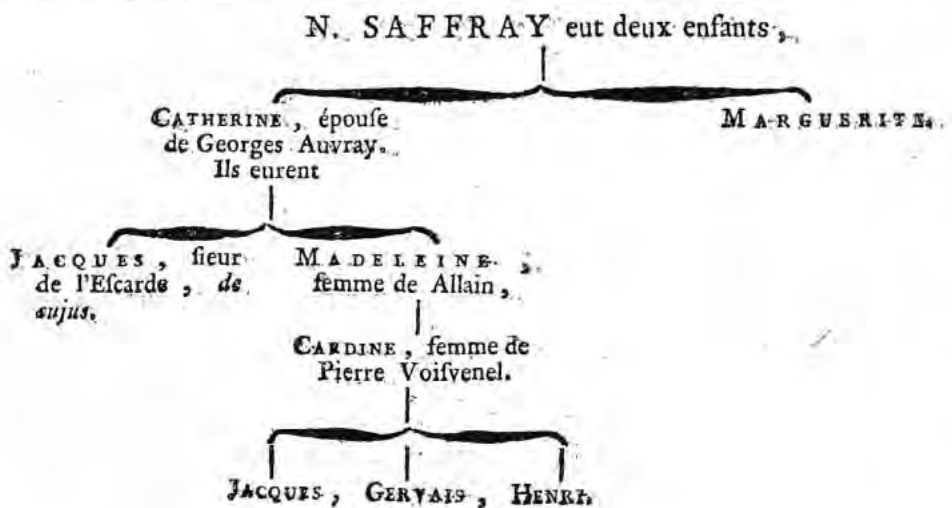 N. SAFFRAY eut deux enfants,
CATHERINE, épouſe
de Georges Auvray.
Ils eurent
MARGUERITE.
JACQUES, ſieur
de l'Eſcarde, de
cujus.
MADELEINE,
femme de Allain,
CARDINE, femme de
Pierre Voiſvenel.
JACQUES, GERVAIS, HENRI.